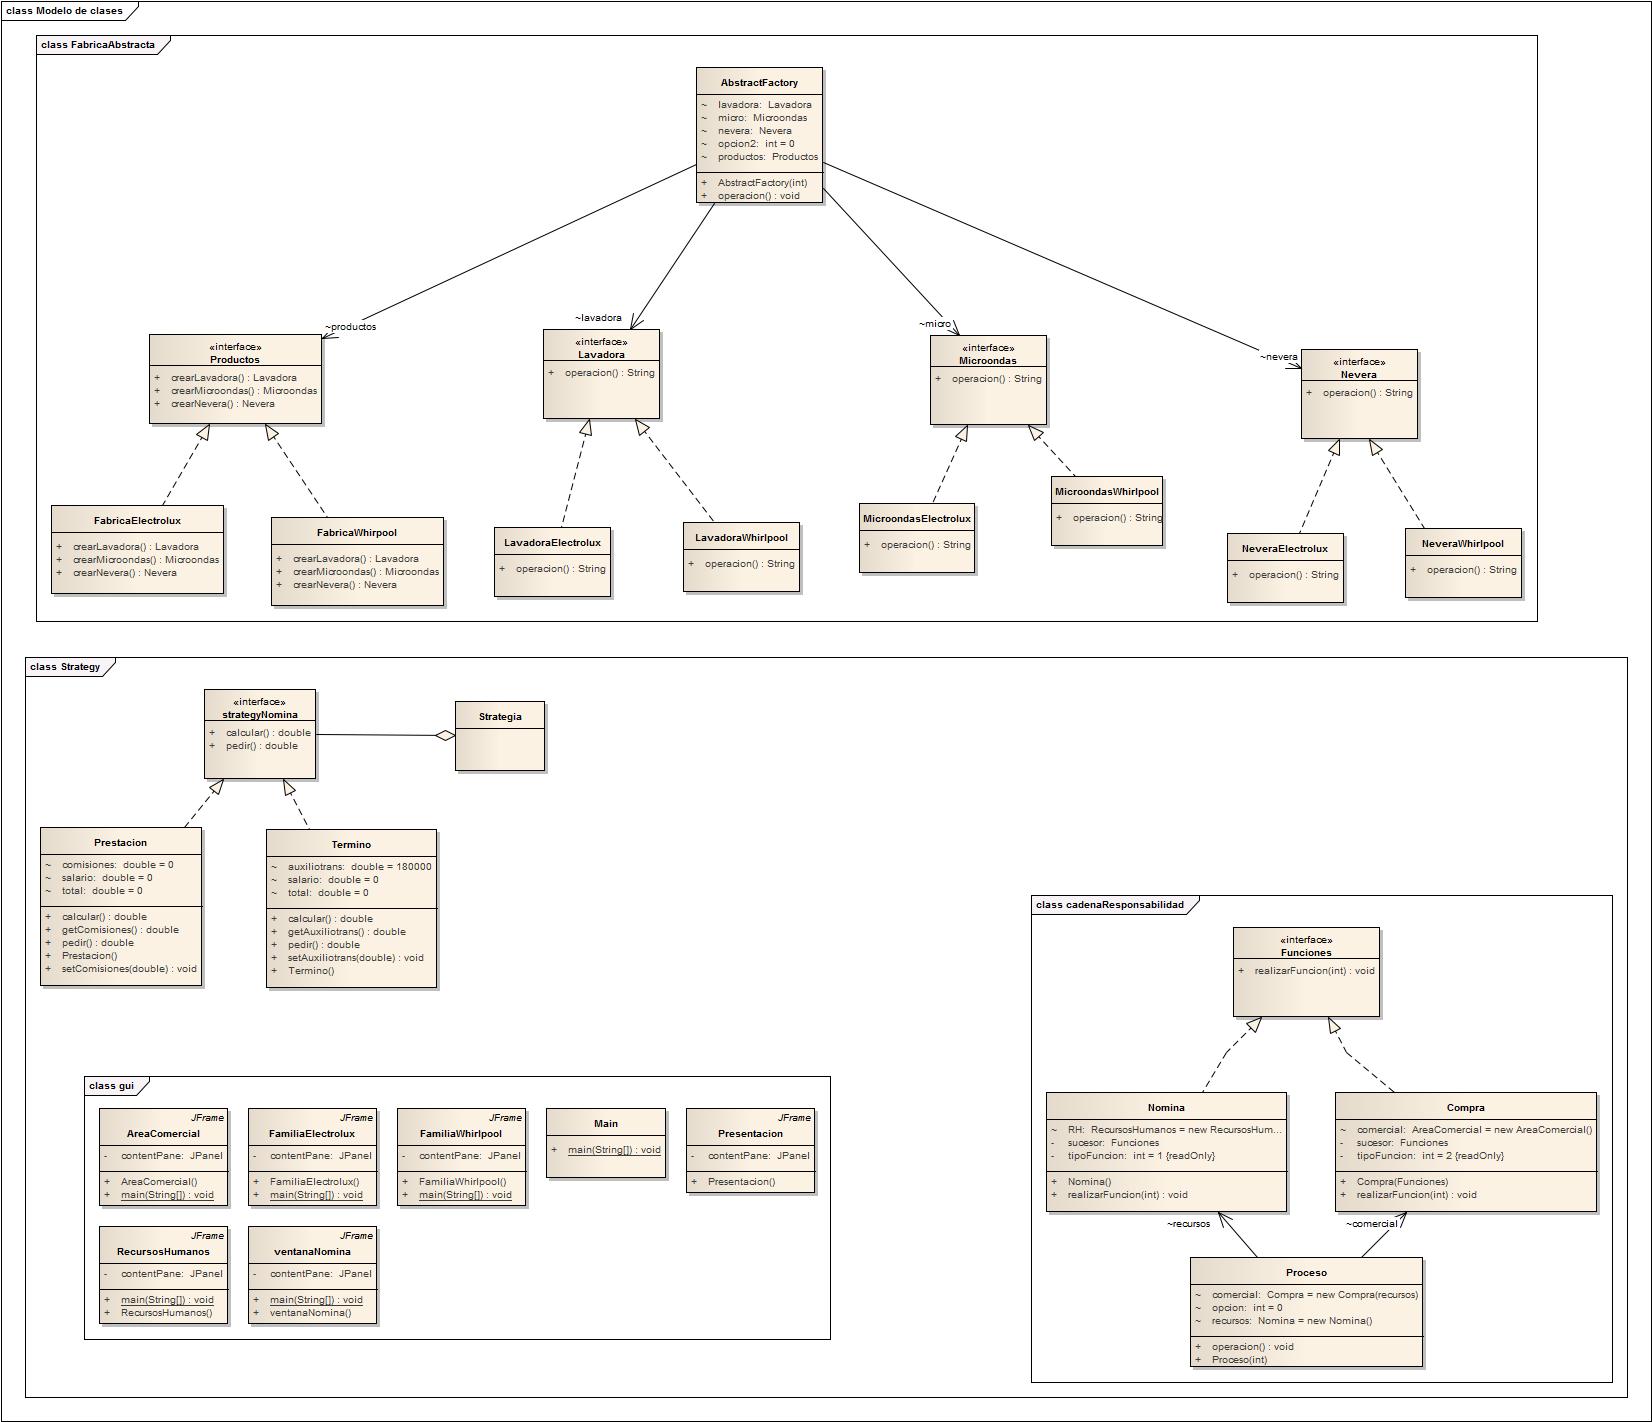 class Modelo de clases
class FabricaAbstracta
AbstractFactory
~ lavadora: Lavadora
~ micro: Microondas
~ nevera: Nevera
~ opcion2: int = 0
~ productos: Productos
+ AbstractFactory(int)
+ operacion() : void
~productos
~lavadora
~micro
~nevera
«interface»
Productos
+ crearLavadora() : Lavadora
+ crearMicroondas() : Microondas
+ crearNevera() : Nevera
«interface»
Lavadora
+ operacion() : String
«interface»
Microondas
+ operacion() : String
«interface»
Nevera
+ operacion() : String
FabricaElectrolux
+ crearLavadora() : Lavadora
+ crearMicroondas() : Microondas
+ crearNevera() : Nevera
FabricaWhirpool
+ crearLavadora() : Lavadora
+ crearMicroondas() : Microondas
+ crearNevera() : Nevera
LavadoraElectrolux
+ operacion() : String
LavadoraWhirlpool
+ operacion() : String
MicroondasElectrolux
+ operacion() : String
MicroondasWhirlpool
+ operacion() : String
NeveraElectrolux
+ operacion() : String
NeveraWhirlpool
+ operacion() : String
class Strategy
«interface»
strategyNomina
+ calcular() : double
+ pedir() : double
Strategia
Prestacion
~ comisiones: double = 0
~ salario: double = 0
~ total: double = 0
+ calcular() : double
+ getComisiones() : double
+ pedir() : double
+ Prestacion()
+ setComisiones(double) : void
Termino
~ auxiliotrans: double = 180000
~ salario: double = 0
~ total: double = 0
+ calcular() : double
+ getAuxiliotrans() : double
+ pedir() : double
+ setAuxiliotrans(double) : void
+ Termino()
class cadenaResponsabilidad
«interface»
Funciones
+ realizarFuncion(int) : void
Nomina
~ RH: RecursosHumanos = new RecursosHum...
- sucesor: Funciones
- tipoFuncion: int = 1 {readOnly}
+ Nomina()
+ realizarFuncion(int) : void
Compra
~ comercial: AreaComercial = new AreaComercial()
- sucesor: Funciones
- tipoFuncion: int = 2 {readOnly}
+ Compra(Funciones)
+ realizarFuncion(int) : void
~recursos
~comercial
Proceso
~ comercial: Compra = new Compra(recursos)
~ opcion: int = 0
~ recursos: Nomina = new Nomina()
+ operacion() : void
+ Proceso(int)
class gui
JFrame
AreaComercial
- contentPane: JPanel
+ AreaComercial()
+ main(String[]) : void
JFrame
FamiliaElectrolux
- contentPane: JPanel
+ FamiliaElectrolux()
+ main(String[]) : void
JFrame
FamiliaWhirlpool
- contentPane: JPanel
+ FamiliaWhirlpool()
+ main(String[]) : void
Main
+ main(String[]) : void
JFrame
Presentacion
- contentPane: JPanel
+ Presentacion()
JFrame
RecursosHumanos
- contentPane: JPanel
+ main(String[]) : void
+ RecursosHumanos()
JFrame
ventanaNomina
- contentPane: JPanel
+ main(String[]) : void
+ ventanaNomina()